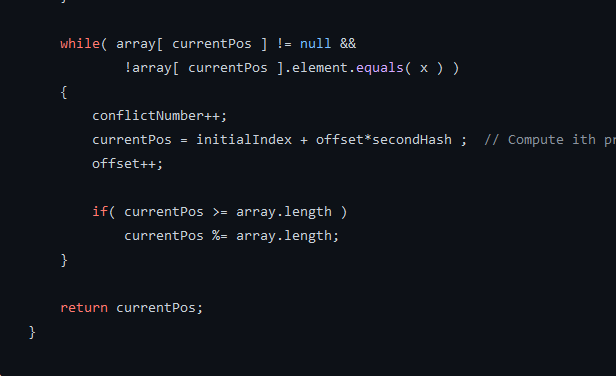 while( array[ currentPos ] != null &&
!array[ currentPos ].element.equals( x ) )
{
conflictNumber++;
currentPos = initialIndex + offset*secondHash ;  // Compute ith
offset++;
if( currentPos >= array.length )
currentPos %= array.length;
}
return currentPos;
}